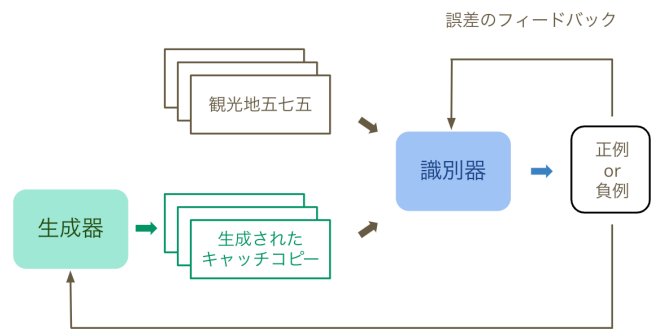 誤差のフィードバック
観光地五七五
識別器
正例
or
負例
生成器
生成された
キャッチコピー